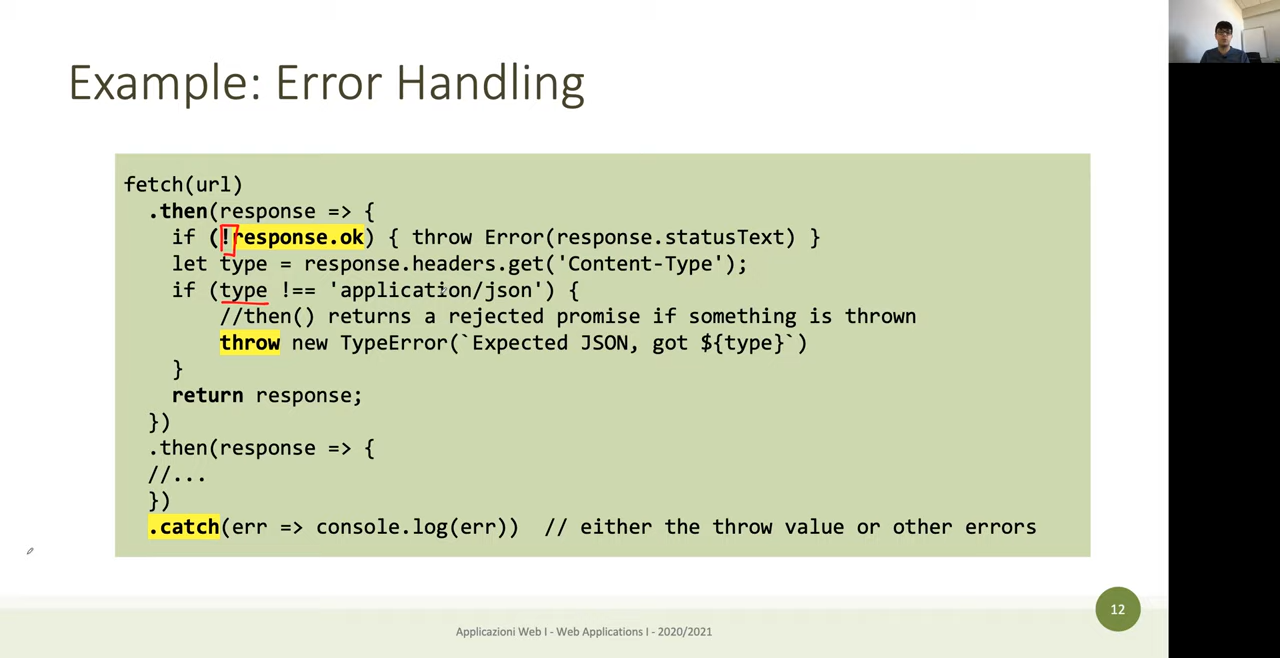 Example: Error Handling
fetch(url)
.then(response => {
if (!response.ok) { throw Error(response.statusText) }
let type = response.headers.get('Content-Type');
if (type !== 'application/json') {
//then() returns a rejected promise if something is thrown
throw new TypeError(`Expected JSON, got ${type}`)
}
return response;
})
.then(response => {
//...
})
.catch(err => console.log(err)) // either the throw value or other errors
12
Applicazioni Web I - Web Applications I - 2020/2021